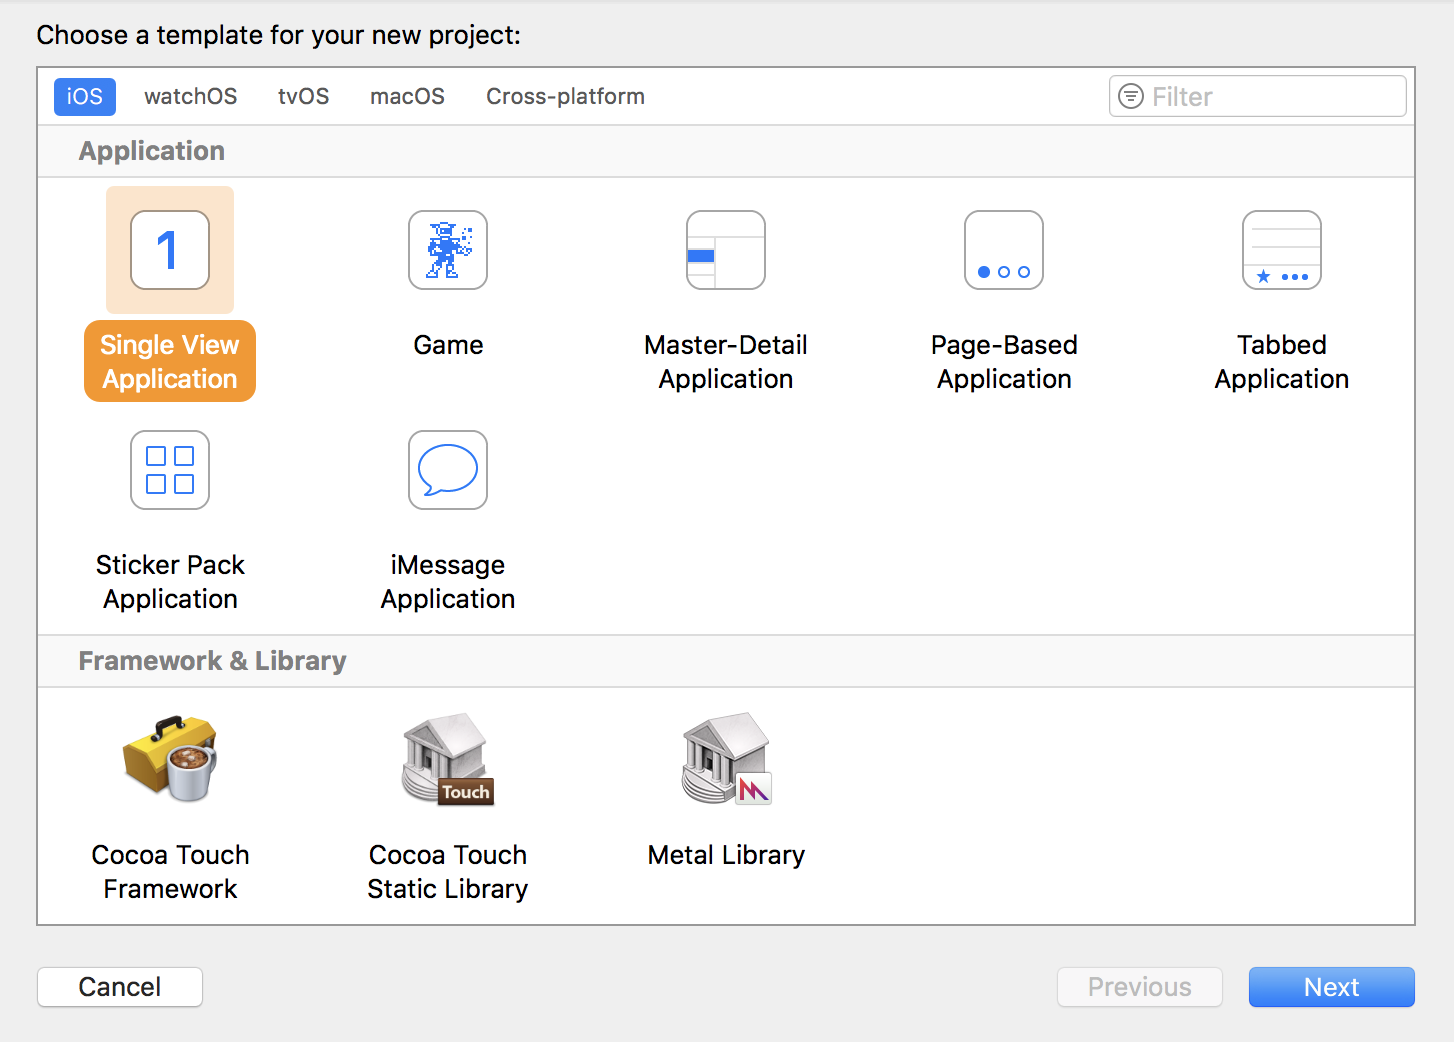 Choose a template for your new project:
iOS watchOS tvOS macOS Cross-platform Filter
Application
1
Single View
Application
Game
Master-Detail
Application
Page-Based
Application
Tabbed
Application
Sticker Pack
Application
iMessage
Application
Framework & Library
Touch
Cocoa Touch
Framework
Cocoa Touch
Static Library
Metal Library
Cancel Previous Next